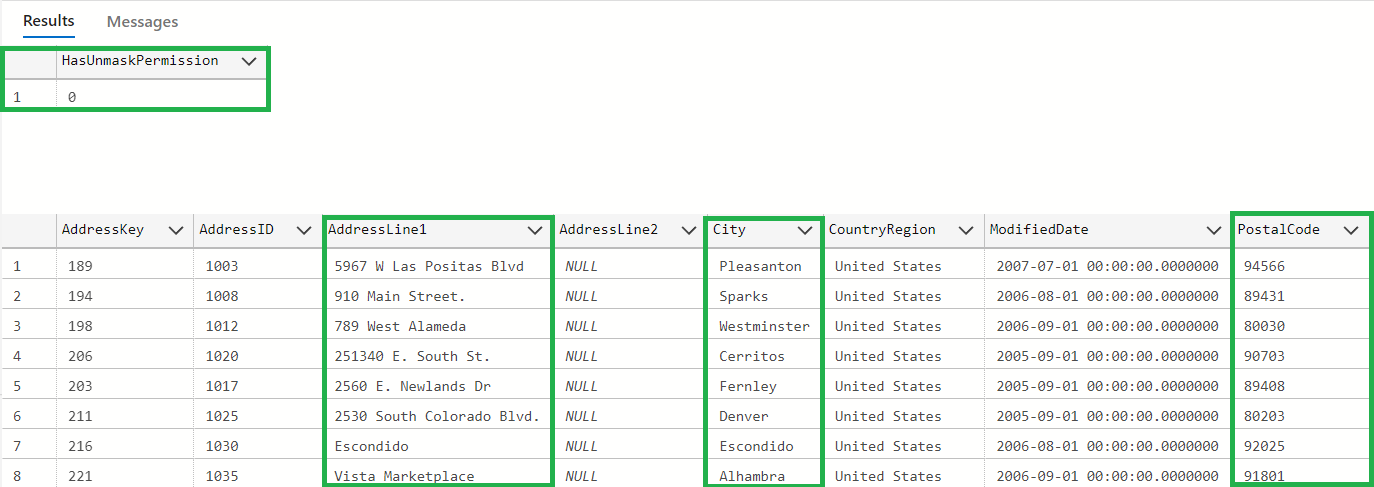 Results Messages
HasUnmaskPermission
1 0
AddressKey AddressID AddressLine1 AddressLine2 City CountryRegion ModifiedDate PostalCode
1 189 1003 5967 W Las Positas Blvd NULL Pleasanton United States 2007-07-01 00:00:00.0000000 94566
2 194 1008 910 Main Street. NULL Sparks United States 2006-08-01 00:00:00.0000000 89431
3 198 1012 789 West Alameda NULL Westminster United States 2006-09-01 00:00:00.0000000 80030
4 206 1020 251340 E. South St. NULL Cerritos United States 2005-09-01 00:00:00.0000000 90703
5 203 1017 2560 E. Newlands Dr NULL Fernley United States 2005-09-01 00:00:00.0000000 89408
6 211 1025 2530 South Colorado Blvd. NULL Denver United States 2005-09-01 00:00:00.0000000 80203
7 216 1030 Escondido NULL Escondido United States 2006-08-01 00:00:00.0000000 92025
8 221 1035 Vista Marketplace NULL Alhambra United States 2006-09-01 00:00:00.0000000 91801